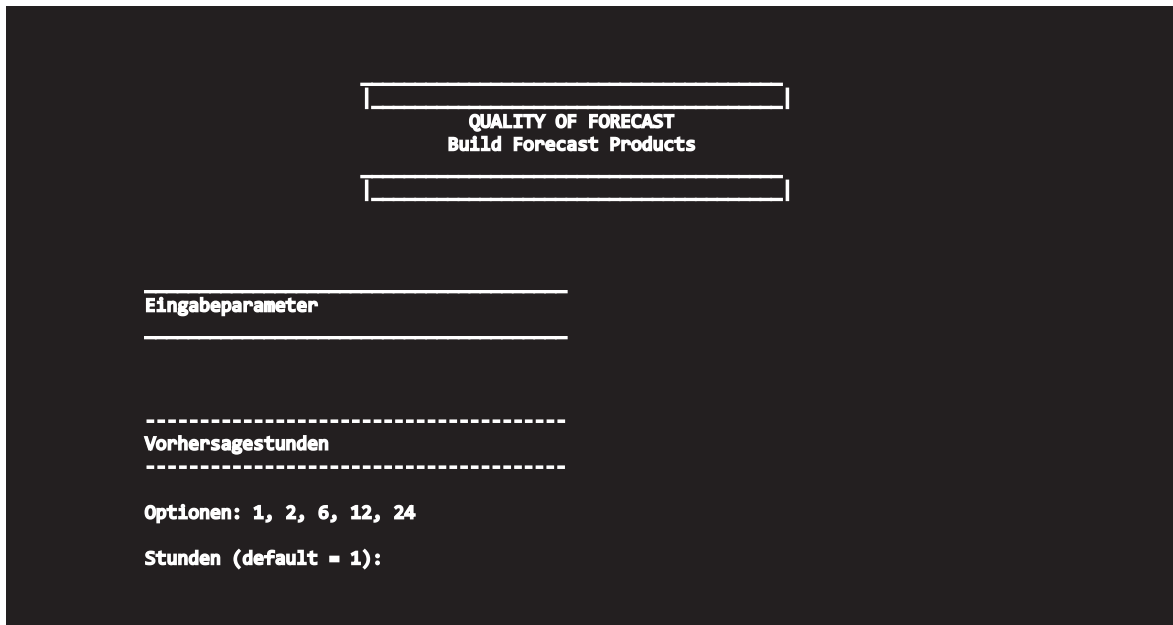 QUALITY OF FORECAST
Build Forecast Products
Eingabeparameter
--------------------------------------
Vorhersagestunden
--------------------------------------
Optionen: 1, 2, 6, 12, 24
Stunden (default = 1):